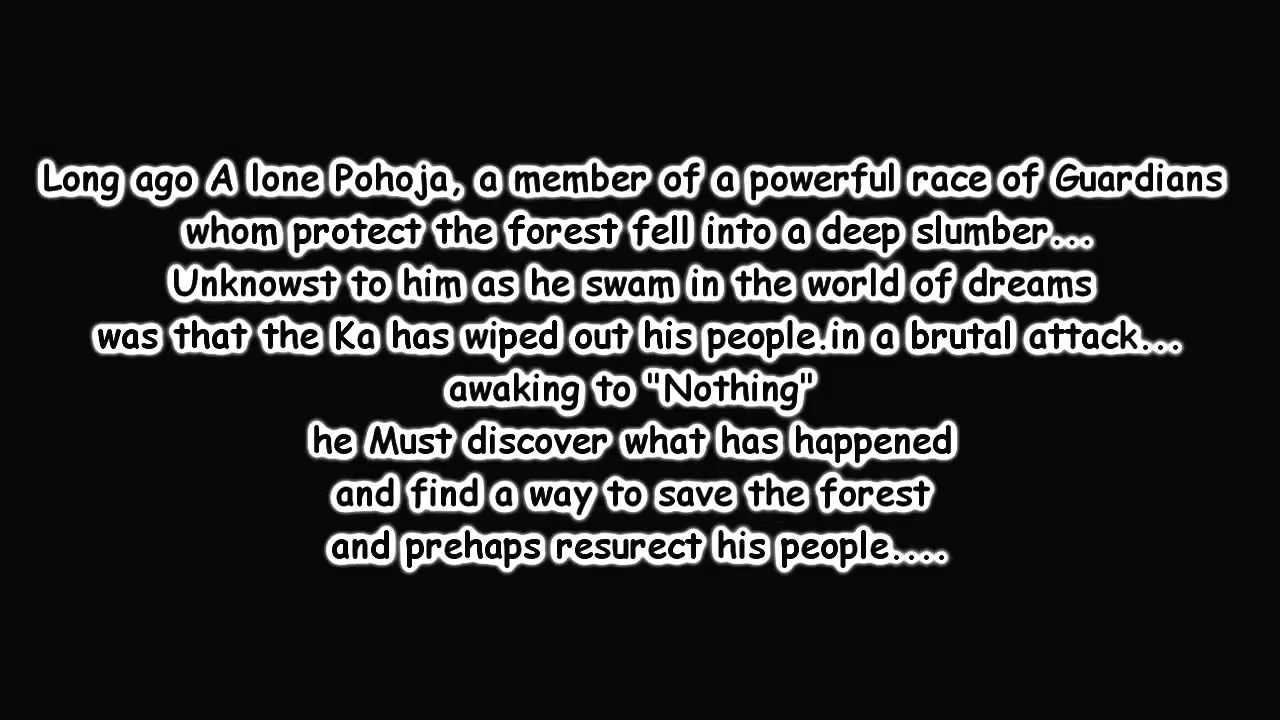 Long ago A lone Pohoja, a member of a powerful race of Guardians
whom protect the forest fell into a deep slumber...
Unknowst to him as he swam in the world of dreams
was that the Ka has wiped out his people.in a brutal attack...
awaking to "Nothing"
he Must discover what has happened
and find a way to save the forest
and prehaps resurect his people....